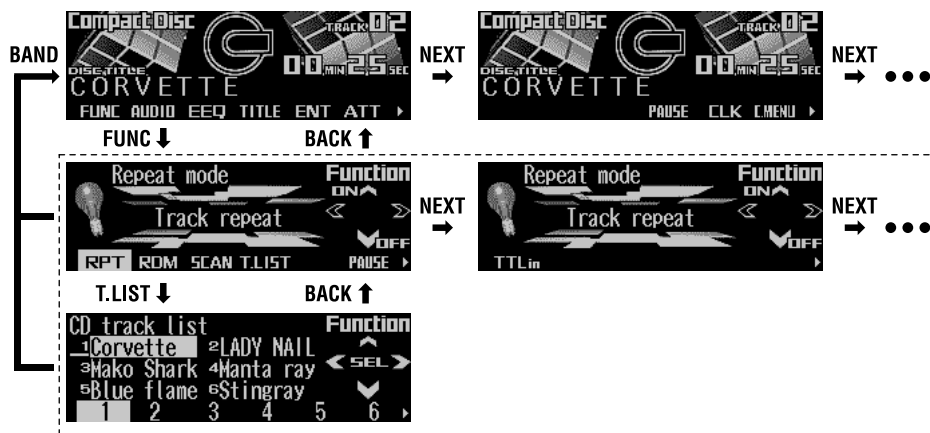 Compact Disc TRACK 02
BAND
00 MIN 25 SEC
DISC TITLE
CORVETTE
FUNC AUDIO EEQ TITLE ENT ATT
NEXT
Compact Disc TRACK 02
00 MIN 25 SEC
DISC TITLE
CORVETTE
PAUSE CLK C.MENU
NEXT
FUNC BACK
Repeat mode Function
ON
Track repeat
OFF
RPT RDM SCAN T.LIST PAUSE
NEXT
Repeat mode Function
ON
Track repeat
OFF
TTLin
NEXT
T.LIST BACK
CD track list Function
1Corvette 2LADY NAIL
3Mako Shark 4Manta ray SEL
5Blue flame 6Stingray
1 2 3 4 5 6